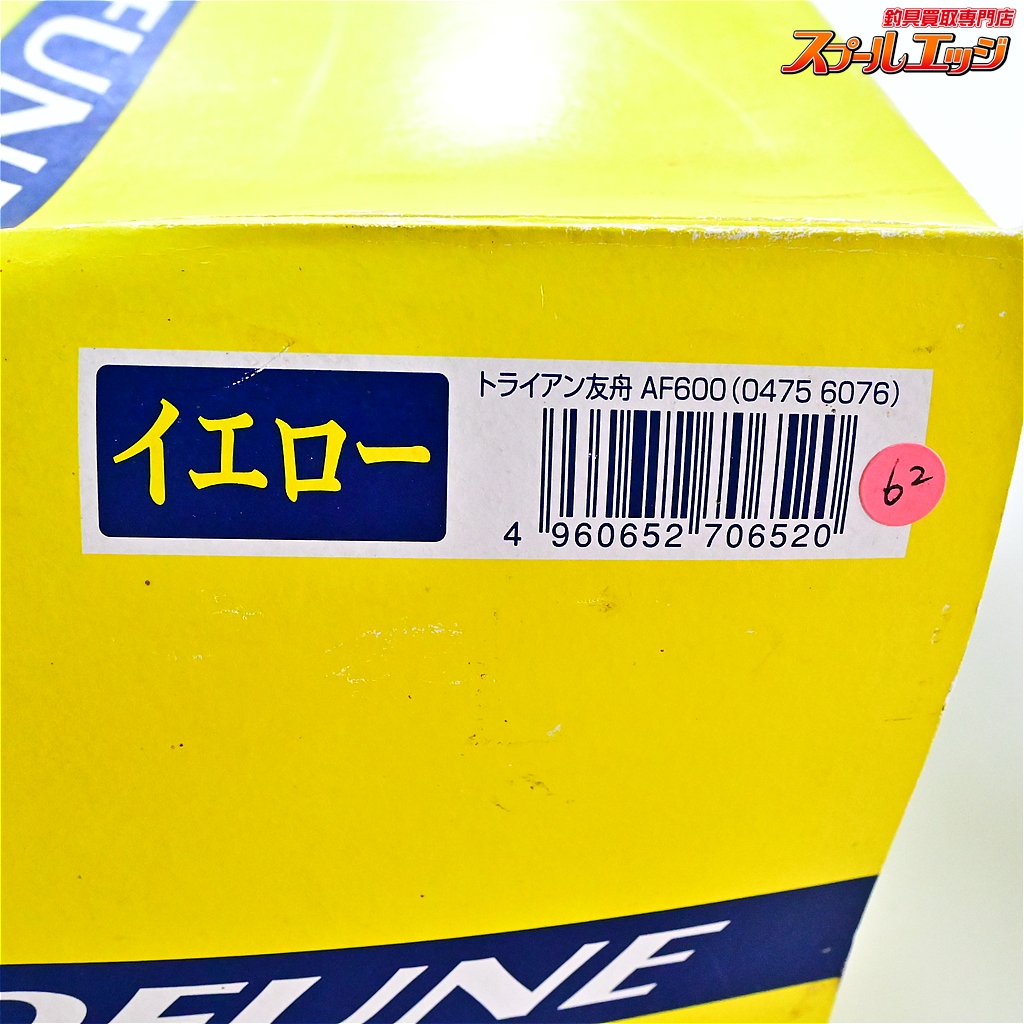 釣具買取専門店
スプールエッジ
FUNE
イエロー
トライアン友舟 AF600(0475 6076)
4 960652 706520
62